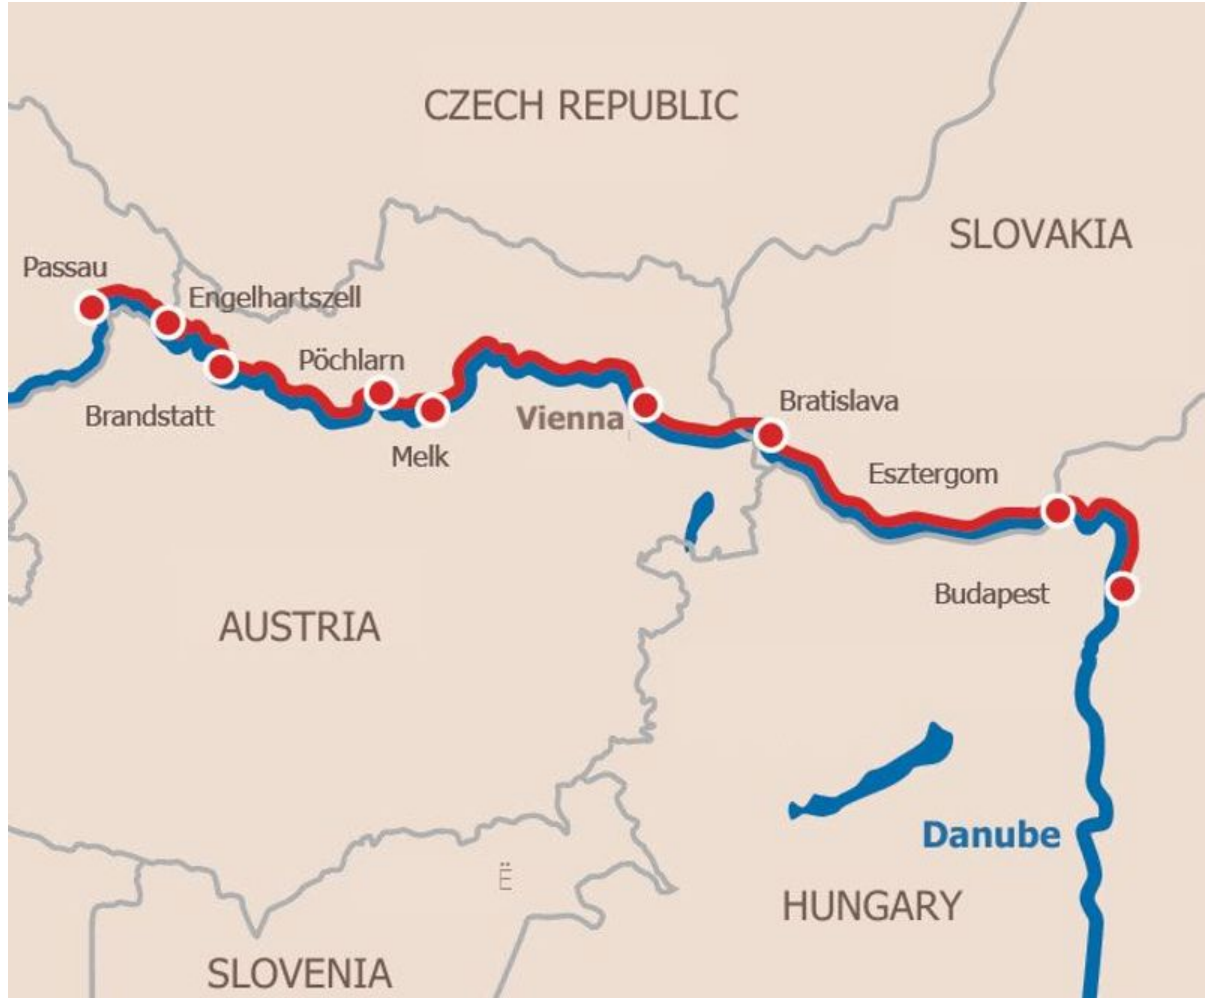 CZECH REPUBLIC
SLOVAKIA
Passau
Engelhartszell
Pöchlarn
Brandstatt
Vienna
Bratislava
Melk
Esztergom
Budapest
AUSTRIA
Danube
Ë
HUNGARY
SLOVENIA